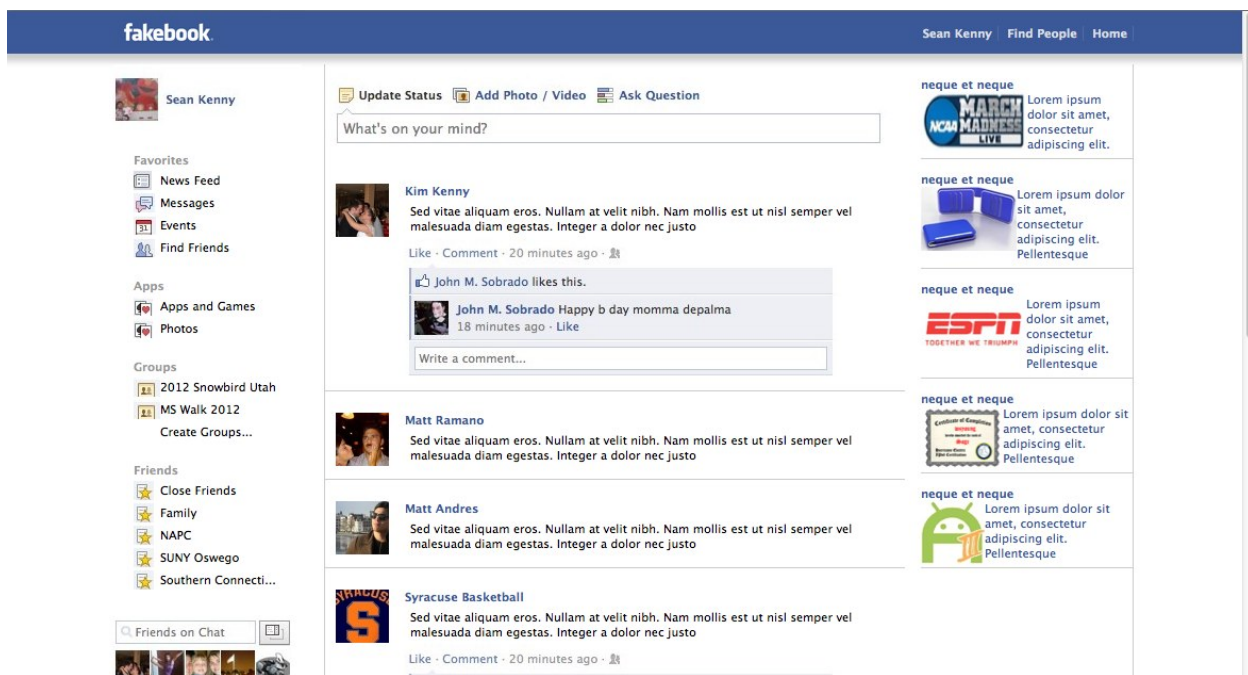 fakebook.
Sean Kenny Find People Home
Sean Kenny
Favorites
News Feed
Messages
31 Events
Find Friends
Apps
Apps and Games
Photos
Groups
2012 Snowbird Utah
MS Walk 2012
Create Groups...
Friends
Close Friends
Family
NAPC
SUNY Oswego
Southern Connecti...
Friends on Chat
Update Status Add Photo / Video Ask Question
What's on your mind?
Kim Kenny
Sed vitae aliquam eros. Nullam at velit nibh. Nam mollis est ut nisl semper vel
malesuada diam egestas. Integer a dolor nec justo
Like · Comment · 20 minutes ago ·
John M. Sobrado likes this.
John M. Sobrado Happy b day momma depalma
18 minutes ago · Like
Write a comment...
Matt Ramano
Sed vitae aliquam eros. Nullam at velit nibh. Nam mollis est ut nisl semper vel
malesuada diam egestas. Integer a dolor nec justo
Matt Andres
Sed vitae aliquam eros. Nullam at velit nibh. Nam mollis est ut nisl semper vel
malesuada diam egestas. Integer a dolor nec justo
SYRACUSE
S
Syracuse Basketball
Sed vitae aliquam eros. Nullam at velit nibh. Nam mollis est ut nisl semper vel
malesuada diam egestas. Integer a dolor nec justo
Like · Comment · 20 minutes ago ·
neque et neque
NCAA MARCH
MADNESS
LIVE
Lorem ipsum
dolor sit amet,
consectetur
adipiscing elit.
neque et neque
Lorem ipsum dolor
sit amet,
consectetur
adipiscing elit.
Pellentesque
neque et neque
ESPN
TOGETHER WE TRIUMPH
Lorem ipsum
dolor sit amet,
consectetur
adipiscing elit.
Pellentesque
neque et neque
Certificate of Completion
Lorem ipsum dolor sit
amet, consectetur
adipiscing elit.
Pellentesque
neque et neque
Lorem ipsum dolor sit
amet, consectetur
adipiscing elit.
Pellentesque